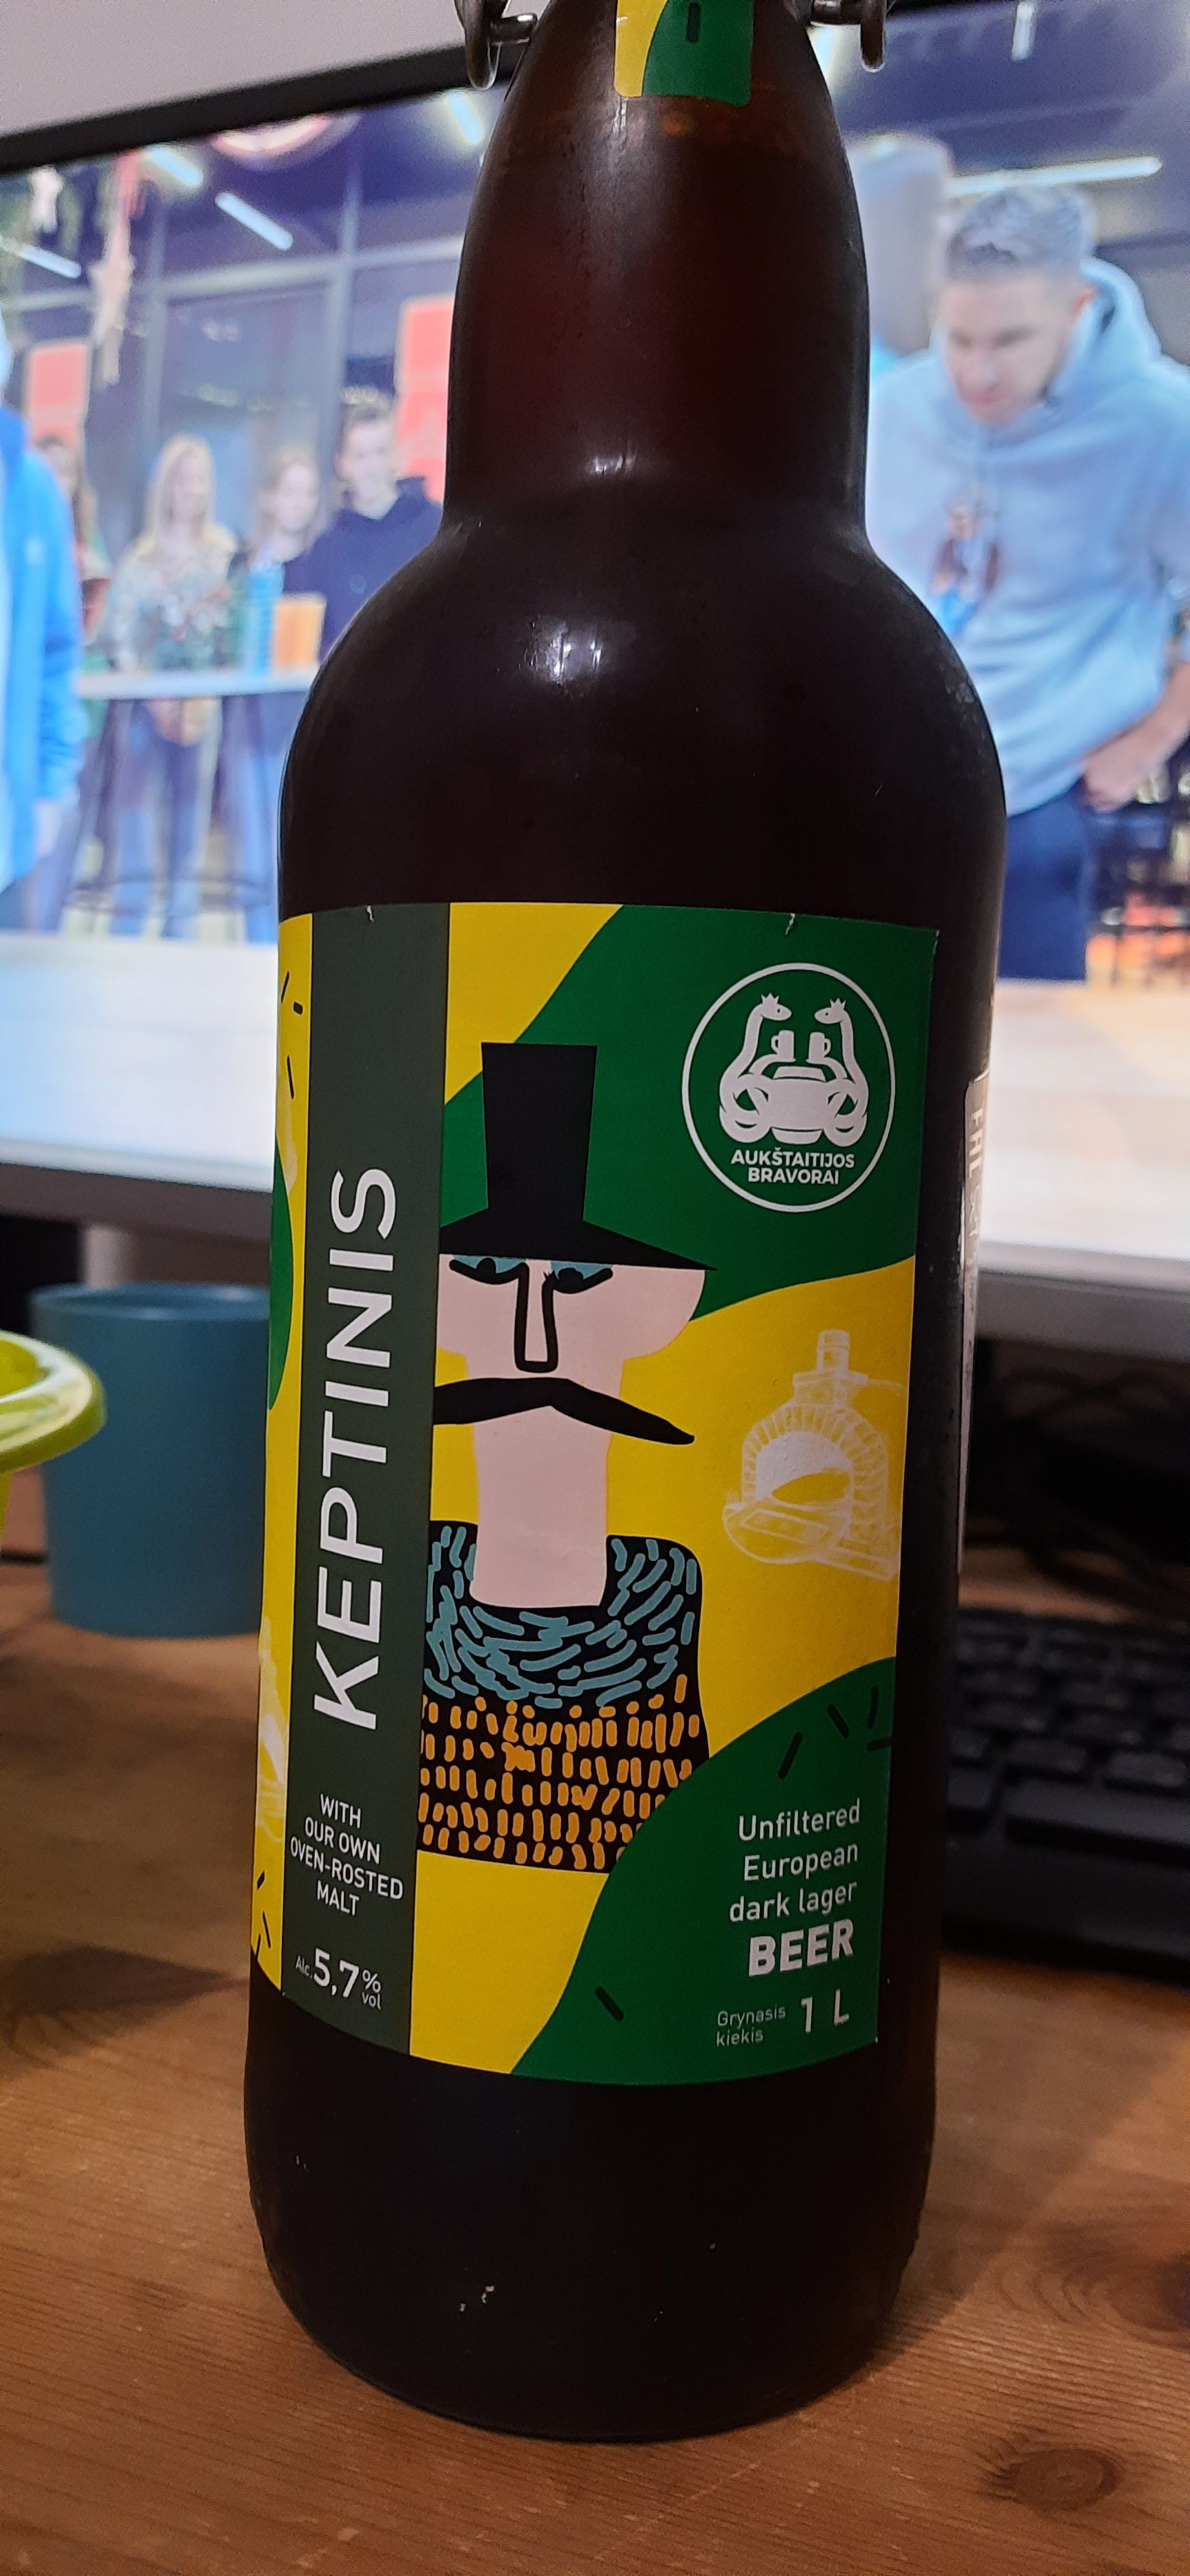 AUKŠTAITIJOS
BRAVORAI
KEPTINIS
WITH
OUR OWN
OVEN-ROSTED
MALT
Alc. 5,7 % vol
Unfiltered
European
dark lager
BEER
Grynasis
kiekis 1 L